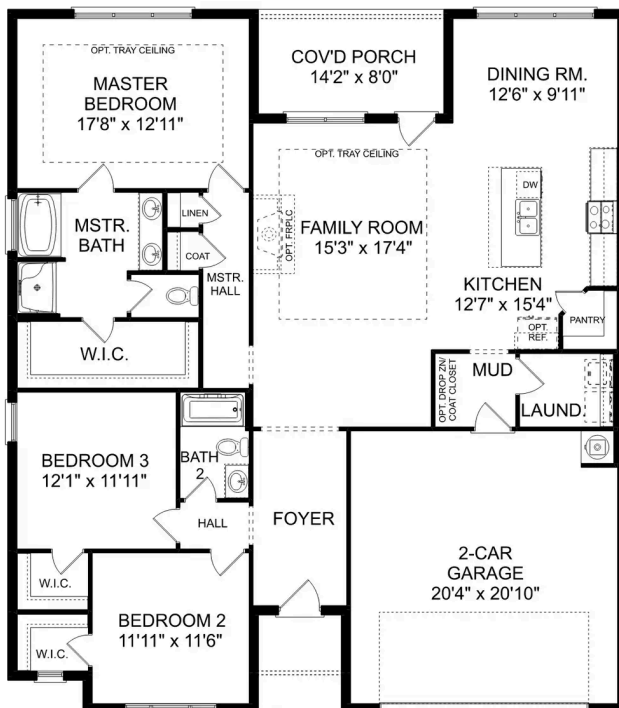 OPT. TRAY CEILING
MASTER
BEDROOM
17'8" x 12'11"
COV'D PORCH
14'2" x 8'0"
DINING RM.
12'6" x 9'11"
OPT. TRAY CEILING
FAMILY ROOM
15'3" x 17'4"
OPT. FRPLC
DW
KITCHEN
12'7" x 15'4"
OPT.
REF.
PANTRY
MSTR.
BATH
LINEN
COAT
MSTR.
HALL
W.I.C.
OPT. DROP ZN/
COAT CLOSET
MUD
LAUND.
BEDROOM 3
12'1" x 11'11"
BATH
2
HALL
FOYER
W.I.C.
BEDROOM 2
11'11" x 11'6"
W.I.C.
2-CAR
GARAGE
20'4" x 20'10"